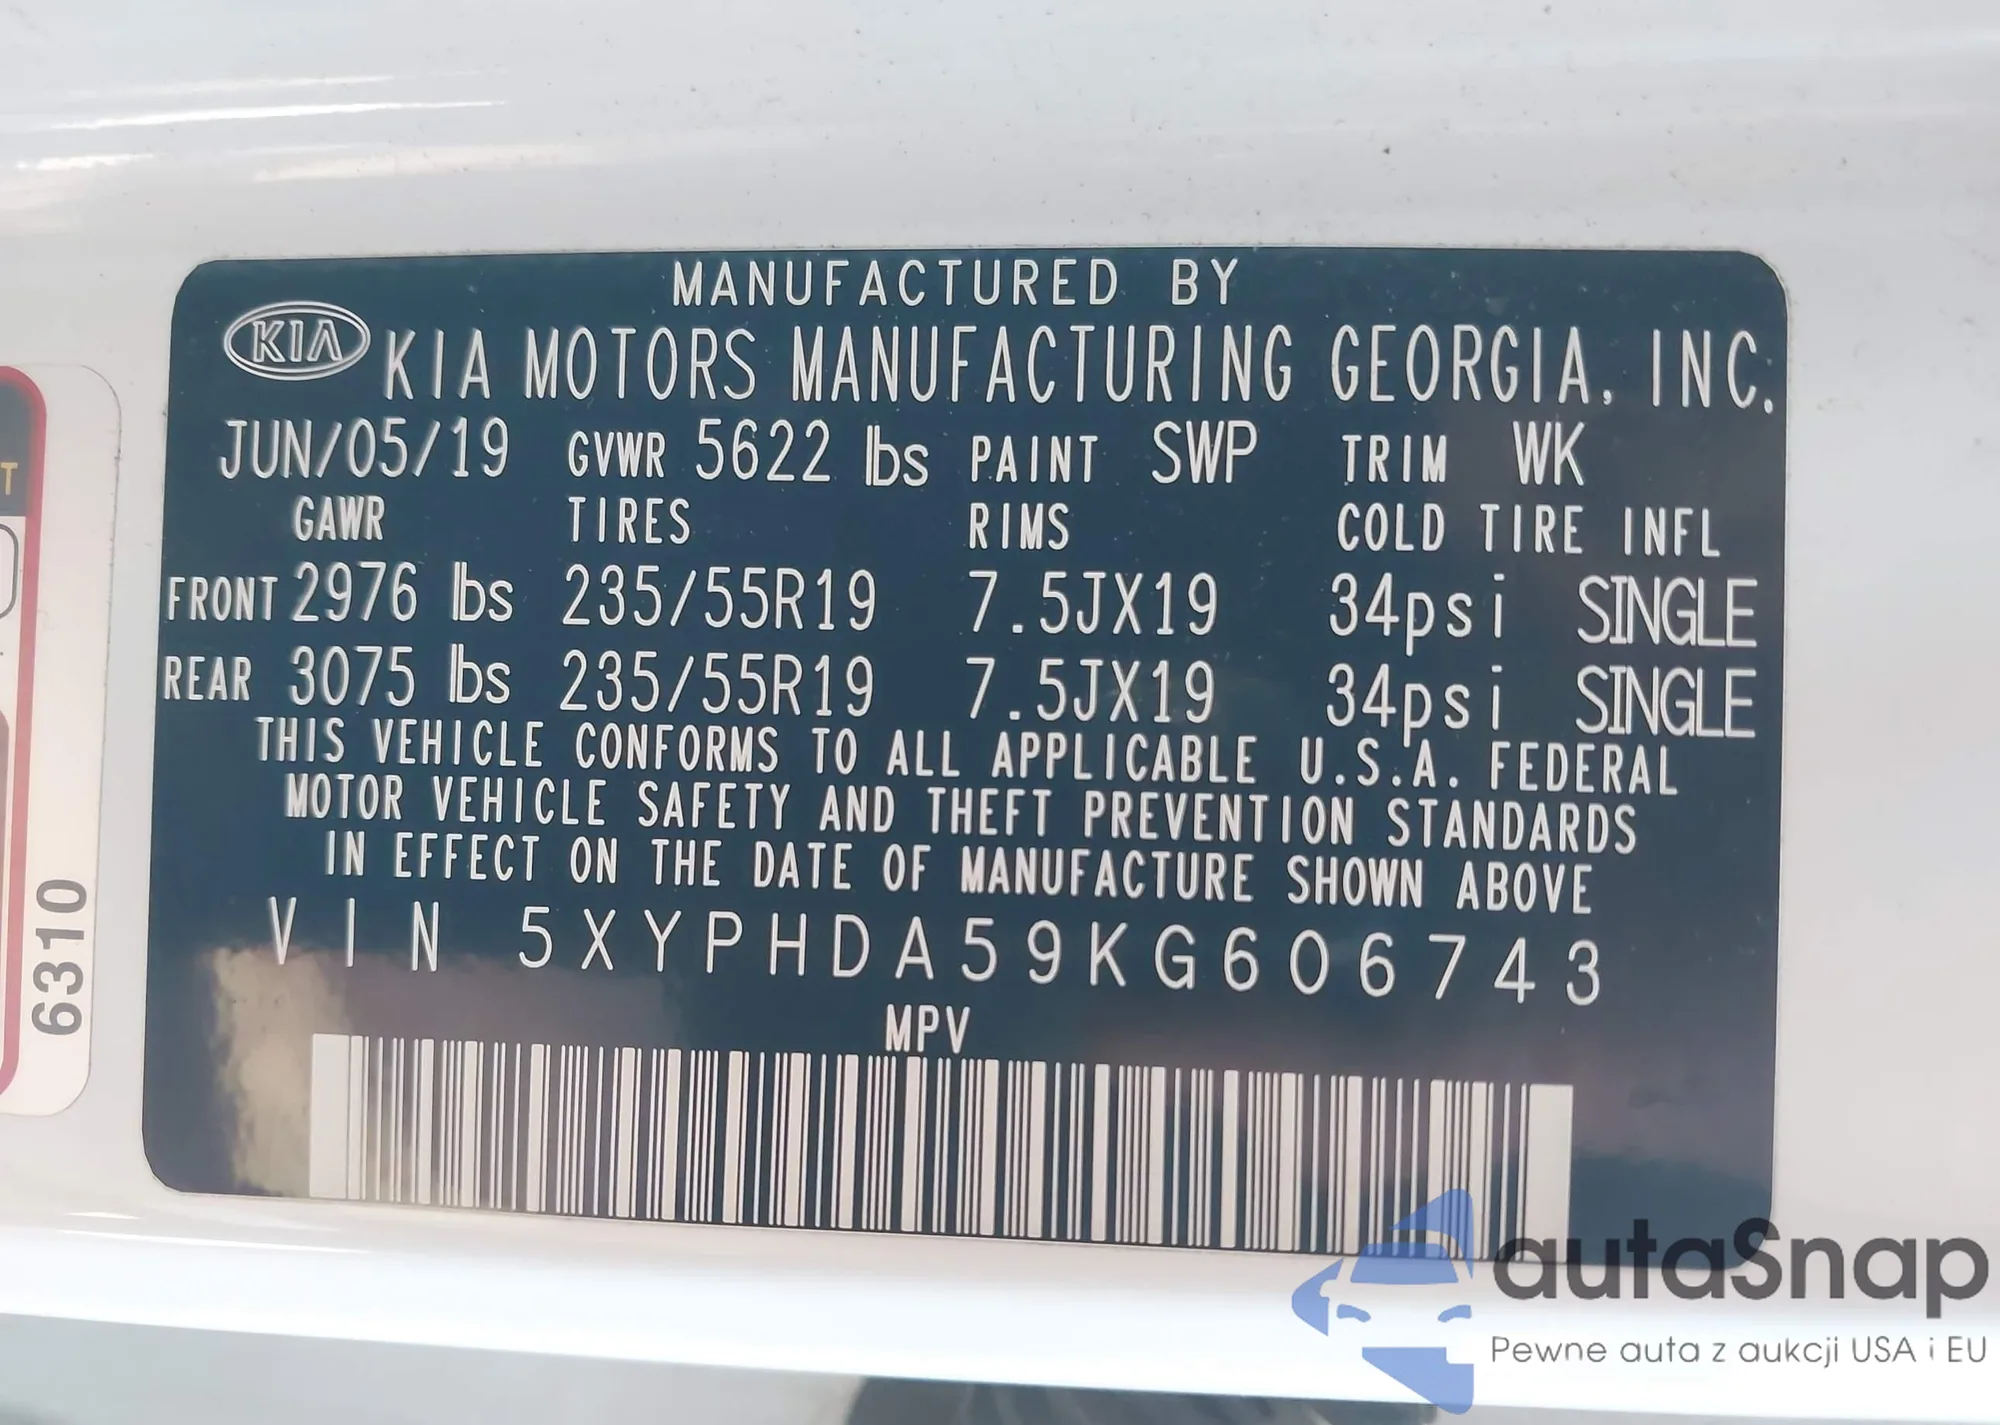 MANUFACTURED BY
KIA KIA MOTORS MANUFACTURING GEORGIA, INC.
JUN/05/19 GVWR 5622 lbs PAINT SWP TRIM WK
GAWR TIRES RIMS COLD TIRE INFL
FRONT 2976 lbs 235/55R19 7.5JX19 34psi SINGLE
REAR 3075 lbs 235/55R19 7.5JX19 34psi SINGLE
THIS VEHICLE CONFORMS TO ALL APPLICABLE U.S.A. FEDERAL
MOTOR VEHICLE SAFETY AND THEFT PREVENTION STANDARDS
IN EFFECT ON THE DATE OF MANUFACTURE SHOWN ABOVE
VIN 5XYPHDA59KG606743
MPV
T
6310
autaSnap
Pewne auta z aukcji USA i EU